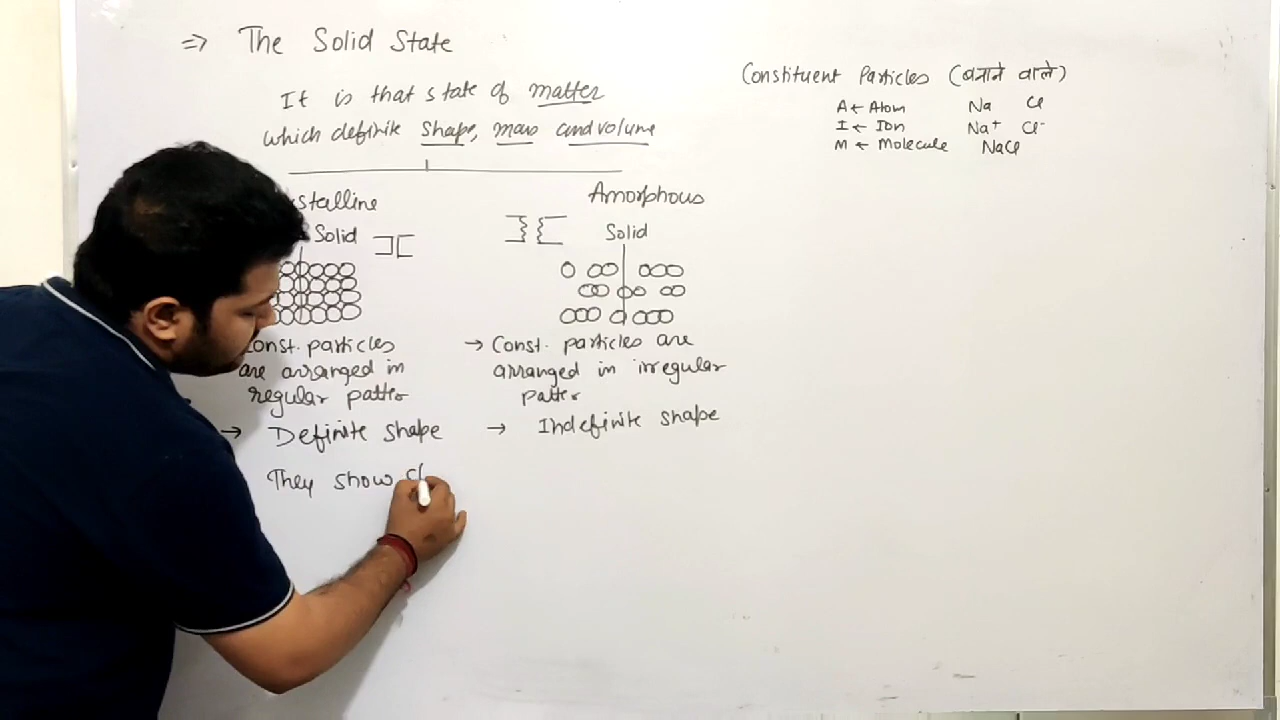 ⇒ The Solid State
It is that state of matter
which definite shape, mass and volume
stalline
Solid
Const. particles
are arranged in
regular patter
→ Definite shape
They show
Amorphous
Solid
→ Const. particles are
arranged in irregular
patter
→ Indefinite shape
Constituent Particles (बनाने वाले)
A ← Atom Na Cl
I ← Ion Na⁺ Cl⁻
M ← Molecule NaCl